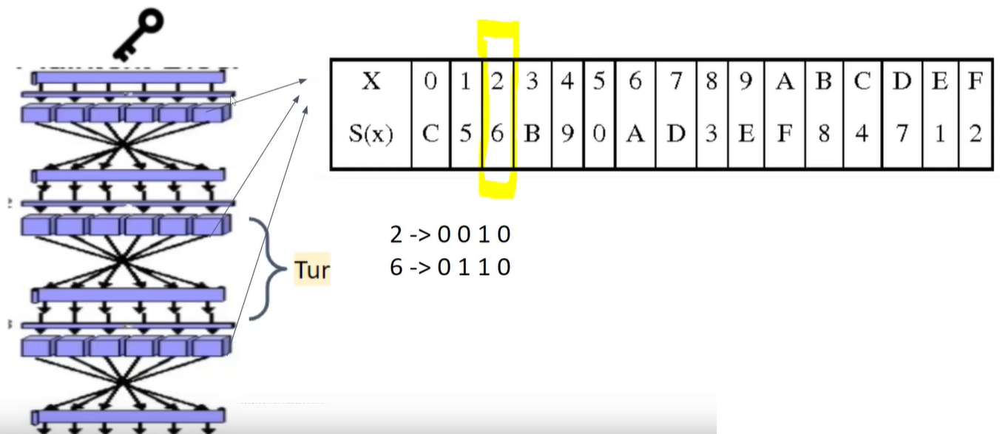 X 0 1 2 3 4 5 6 7 8 9 A B C D E F
S(x) C 5 6 B 9 0 A D 3 E F 8 4 7 1 2
2 -> 0 0 1 0
6 -> 0 1 1 0
Tur